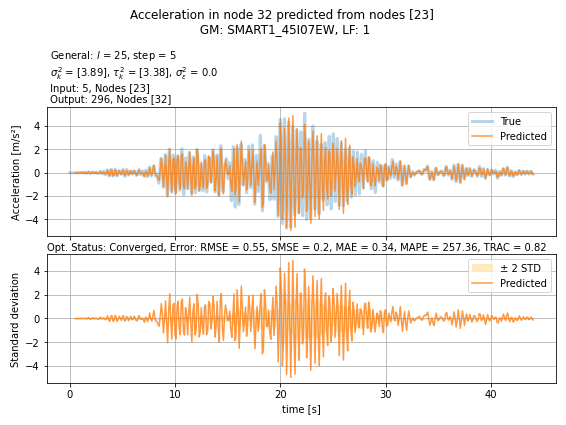 Acceleration in node 32 predicted from nodes [23]
GM: SMART1_45I07EW, LF: 1
General: l = 25, step = 5
σ²ₖ = [3.89], τ²ₖ = [3.38], σ²ε = 0.0
Input: 5, Nodes [23]
Output: 296, Nodes [32]
Acceleration [m/s²]
4
2
0
−2
−4
True
Predicted
Opt. Status: Converged, Error: RMSE = 0.55, SMSE = 0.2, MAE = 0.34, MAPE = 257.36, TRAC = 0.82
Standard deviation
4
2
0
−2
−4
± 2 STD
Predicted
0 10 20 30 40
time [s]